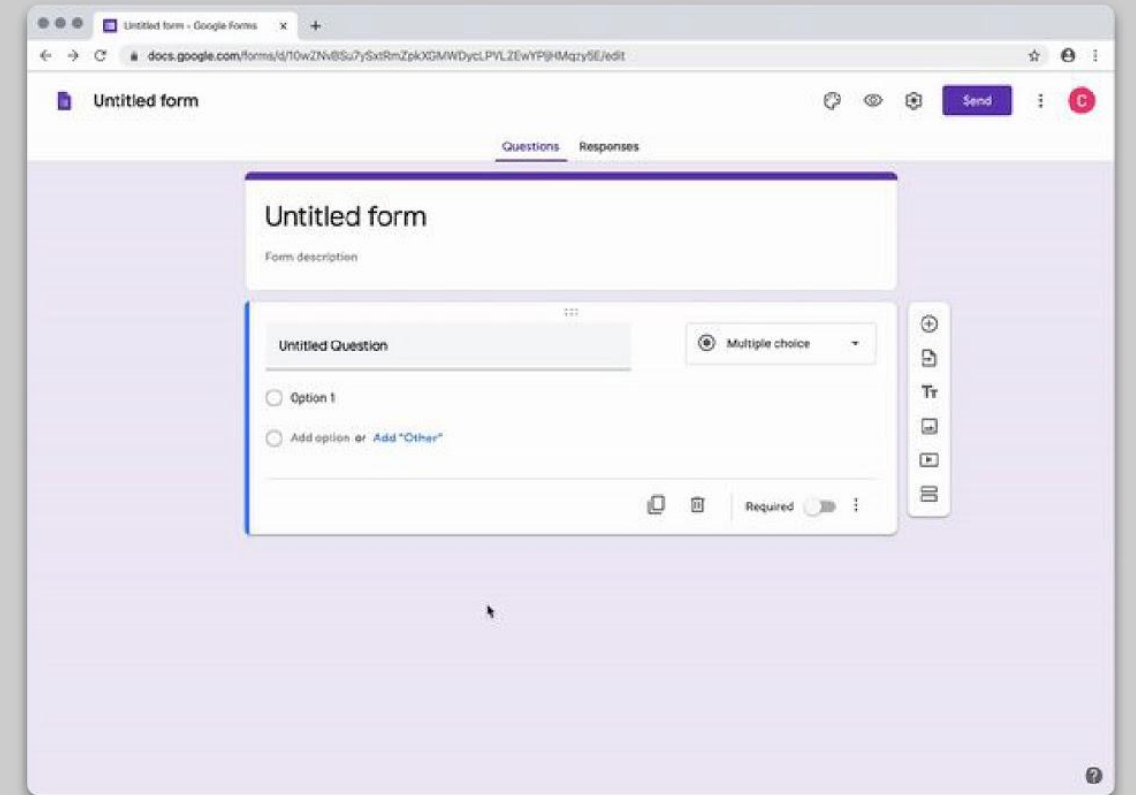 Untitled form - Google Forms
docs.google.com/forms/d/
/edit
Untitled form
Send
C
Questions Responses
Untitled form
Form description
Untitled Question
Multiple choice
Option 1
Add option or Add "Other"
Required
Tт